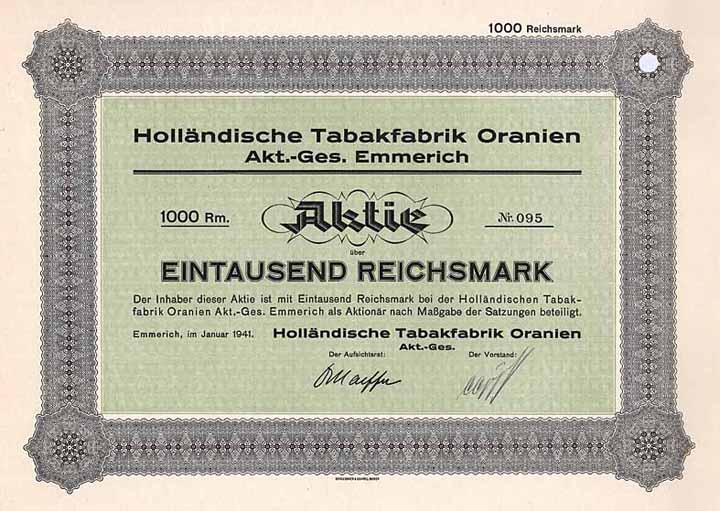 1000 Reichsmark
Holländische Tabakfabrik Oranien
Akt.-Ges. Emmerich
1000 Rm. Aktie Nr. 095
über
EINTAUSEND REICHSMARK
Der Inhaber dieser Aktie ist mit Eintausend Reichsmark bei der Holländischen Tabak-
fabrik Oranien Akt.-Ges. Emmerich als Aktionär nach Maßgabe der Satzungen beteiligt.
Emmerich, im Januar 1941. Holländische Tabakfabrik Oranien
Akt.-Ges.
Der Aufsichtsrat: Der Vorstand: